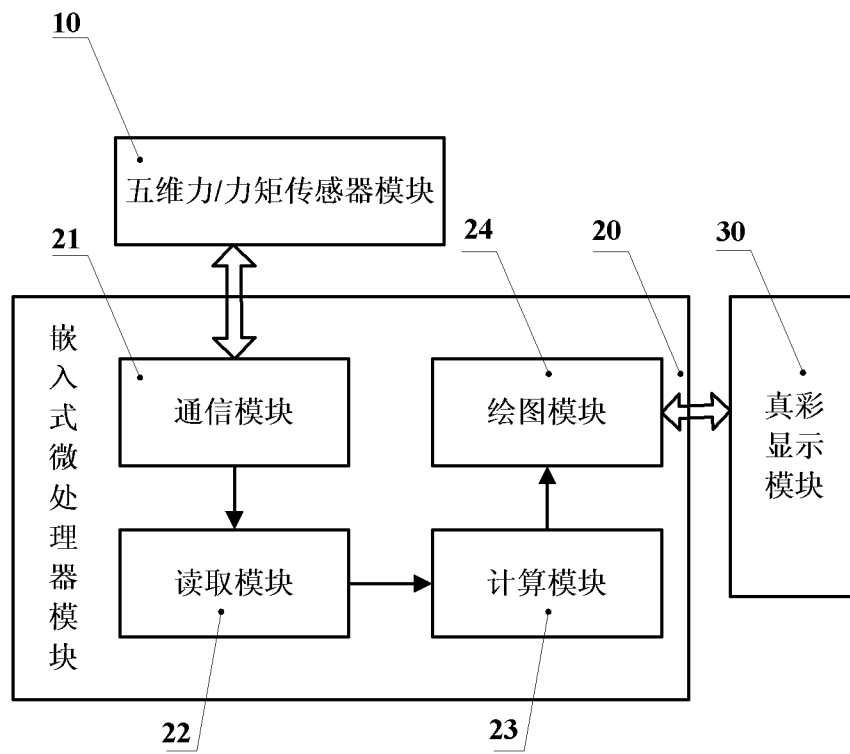 10
五维力/力矩传感器模块
21
24
20
30
嵌入式微处理器模块
通信模块
绘图模块
真彩
显示
模块
读取模块
计算模块
22
23